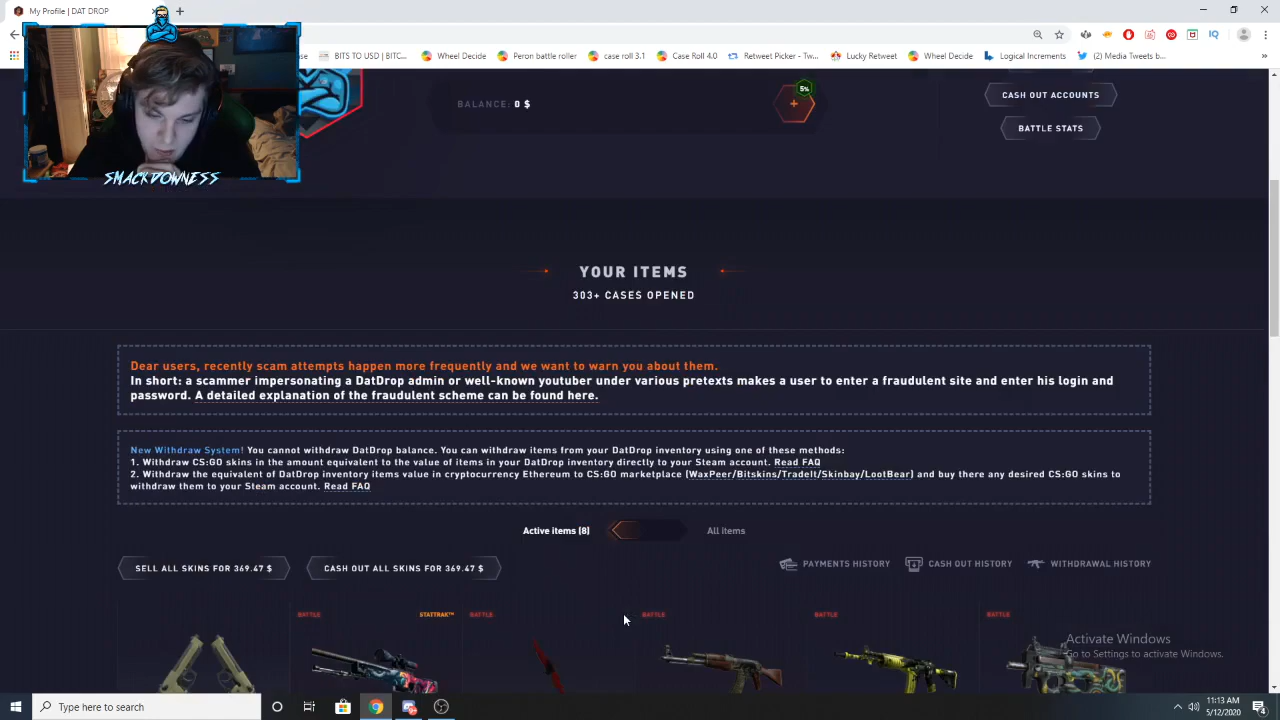 My Profile | DAT DROP
BITS TO USD | BITC...
Wheel Decide
Peron battle roller
case roll 3.1
Case Roll 4.0
Retweet Picker - Tw...
Lucky Retweet
Wheel Decide
Logical Increments
(2) Media Tweets b...
SMACKDOWNESS
BALANCE: 0 $
5%
CASH OUT ACCOUNTS
BATTLE STATS
YOUR ITEMS
303+ CASES OPENED
Dear users, recently scam attempts happen more frequently and we want to warn you about them.
In short: a scammer impersonating a DatDrop admin or well-known youtuber under various pretexts makes a user to enter a fraudulent site and enter his login and
password. A detailed explanation of the fraudulent scheme can be found here.
New Withdraw System! You cannot withdraw DatDrop balance. You can withdraw items from your DatDrop inventory using one of these methods:
1. Withdraw CS:GO skins in the amount equivalent to the value of items in your DatDrop inventory directly to your Steam account. Read FAQ
2. Withdraw the equivalent of DatDrop inventory items value in cryptocurrency Ethereum to CS:GO marketplace (WaxPeer/Bitskins/TradeIt/Skinbay/LootBear) and buy there any desired CS:GO skins to
withdraw them to your Steam account. Read FAQ
Active items (8)
All items
SELL ALL SKINS FOR 369.47 $
CASH OUT ALL SKINS FOR 369.47 $
PAYMENTS HISTORY
CASH OUT HISTORY
WITHDRAWAL HISTORY
BATTLE
STATTRAK™
BATTLE
BATTLE
BATTLE
BATTLE
Activate Windows
Go to Settings to activate Windows.
Type here to search
11:13 AM
5/12/2020